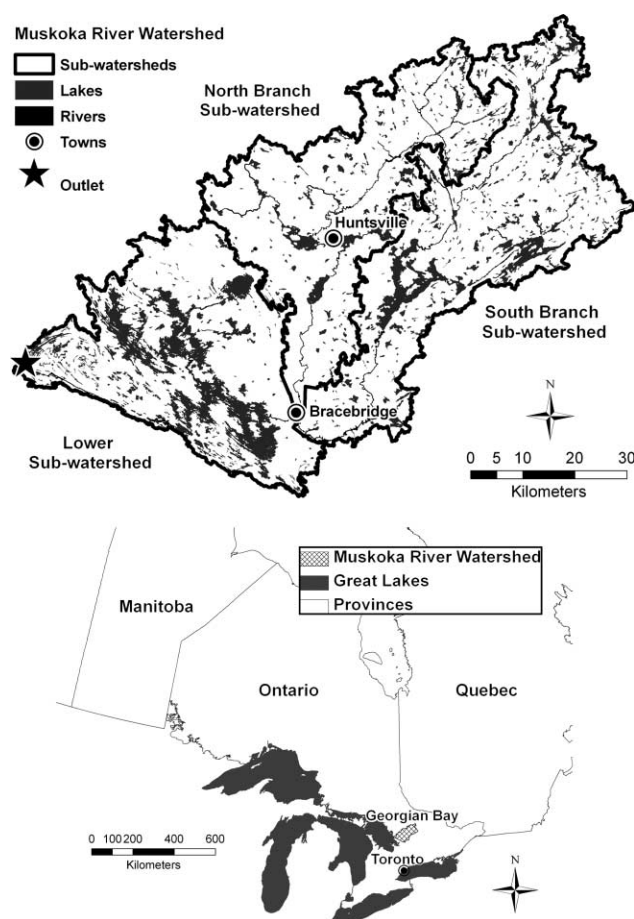 Muskoka River Watershed
Sub-watersheds
Lakes
Rivers
Towns
Outlet
North Branch
Sub-watershed
Huntsville
South Branch
Sub-watershed
Bracebridge
Lower
Sub-watershed
N
0 5 10 20 30
Kilometers
Muskoka River Watershed
Great Lakes
Provinces
Manitoba
Ontario
Quebec
Georgian Bay
Toronto
0 100200 400 600
Kilometers
N